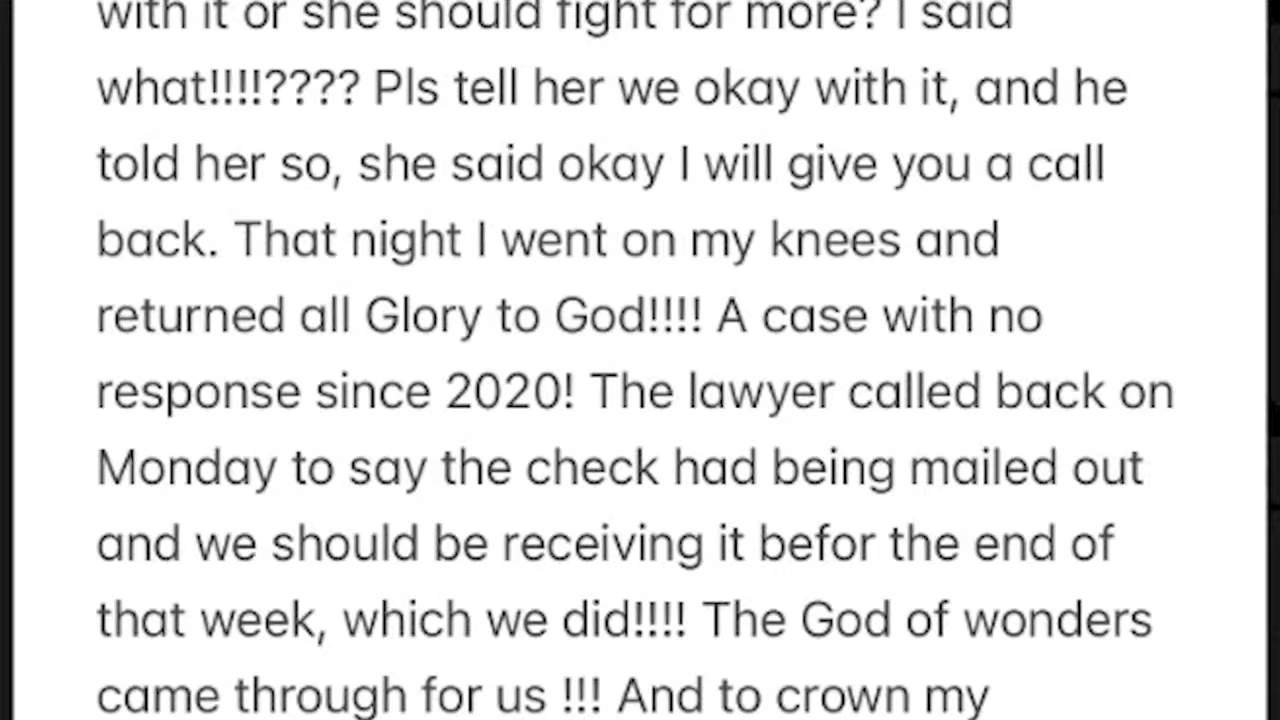 with it or she should fight for more? I said
what!!!!???? Pls tell her we okay with it, and he
told her so, she said okay I will give you a call
back. That night I went on my knees and
returned all Glory to God!!!! A case with no
response since 2020! The lawyer called back on
Monday to say the check had being mailed out
and we should be receiving it befor the end of
that week, which we did!!!! The God of wonders
came through for us !!! And to crown my